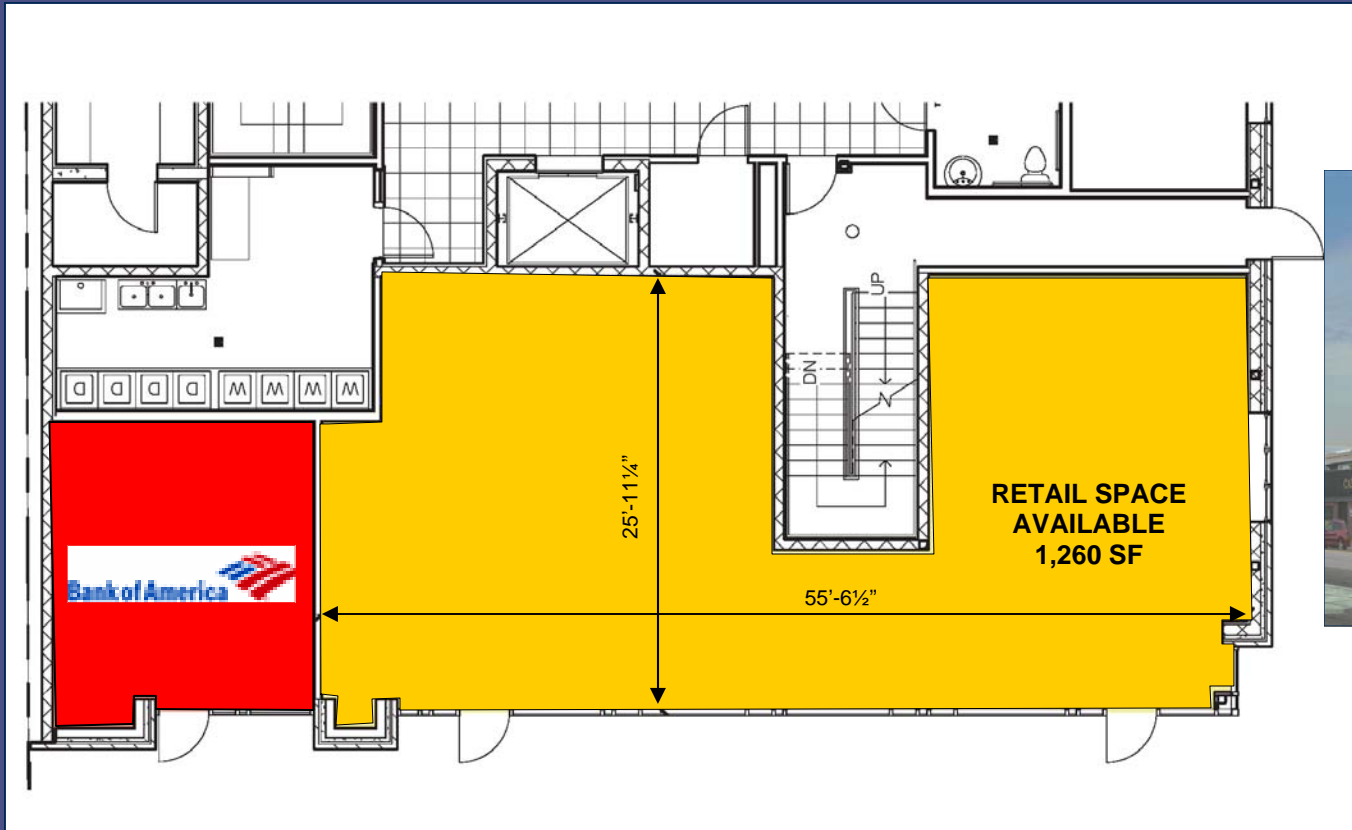 UP
DN
D D D D W W W W
25'-11¼"
RETAIL SPACE
AVAILABLE
1,260 SF
Bank of America
55'-6½"